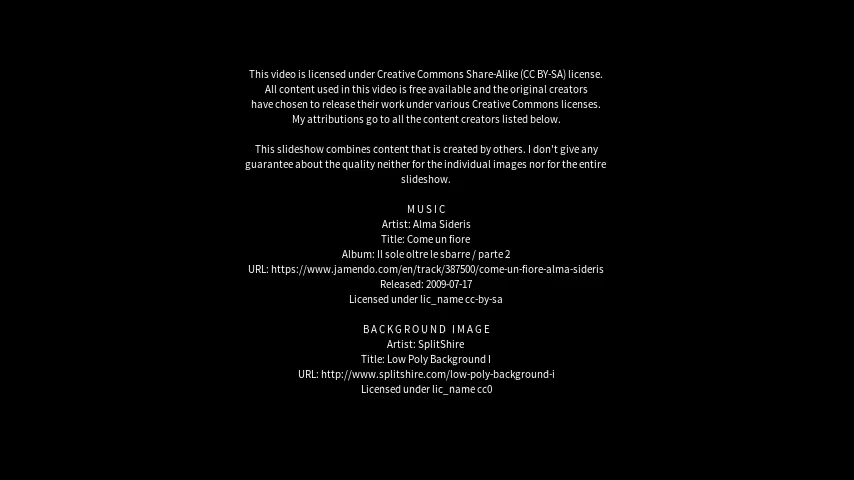 This video is licensed under Creative Commons Share-Alike (CC BY-SA) license.
All content used in this video is free available and the original creators
have chosen to release their work under various Creative Commons licenses.
My attributions go to all the content creators listed below.
This slideshow combines content that is created by others. I don't give any
guarantee about the quality neither for the individual images nor for the entire
slideshow.
MUSIC
Artist: Alma Sideris
Title: Come un fiore
Album: Il sole oltre le sbarre / parte 2
URL: https://www.jamendo.com/en/track/387500/come-un-fiore-alma-sideris
Released: 2009-07-17
Licensed under lic_name cc-by-sa
BACKGROUND IMAGE
Artist: SplitShire
Title: Low Poly Background I
URL: http://www.splitshire.com/low-poly-background-i
Licensed under lic_name cc0